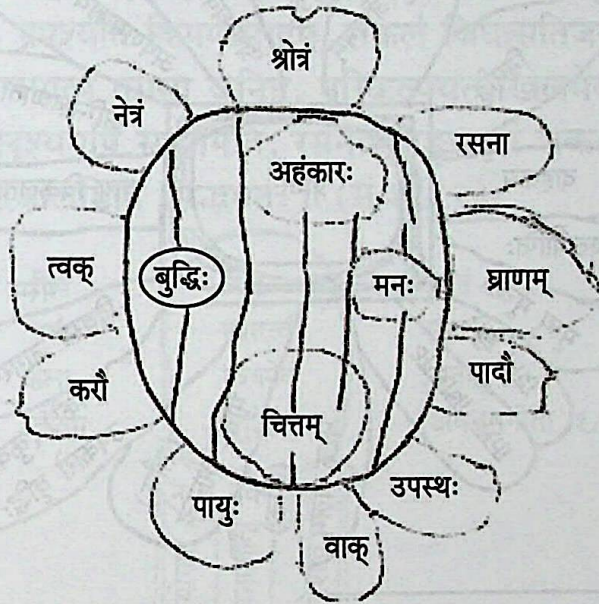 श्रोत्रं
नेत्रं
रसना
अहंकारः
त्वक्
बुद्धिः
मनः
घ्राणम्
करौ
पादौ
चित्तम्
पायुः
उपस्थः
वाक्